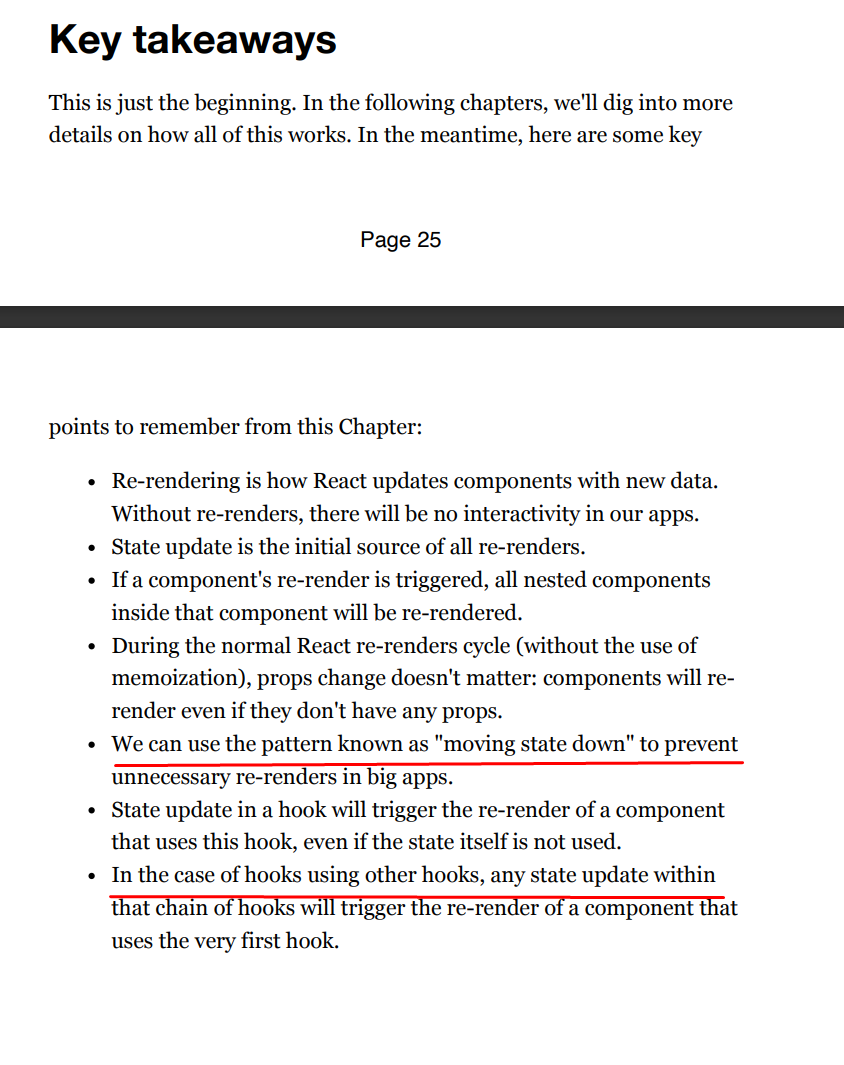 Key takeaways
This is just the beginning. In the following chapters, we'll dig into more
details on how all of this works. In the meantime, here are some key
Page 25
points to remember from this Chapter:
• Re-rendering is how React updates components with new data.
Without re-renders, there will be no interactivity in our apps.
• State update is the initial source of all re-renders.
• If a component's re-render is triggered, all nested components
inside that component will be re-rendered.
• During the normal React re-renders cycle (without the use of
memoization), props change doesn't matter: components will re-
render even if they don't have any props.
• We can use the pattern known as "moving state down" to prevent
unnecessary re-renders in big apps.
• State update in a hook will trigger the re-render of a component
that uses this hook, even if the state itself is not used.
• In the case of hooks using other hooks, any state update within
that chain of hooks will trigger the re-render of a component that
uses the very first hook.